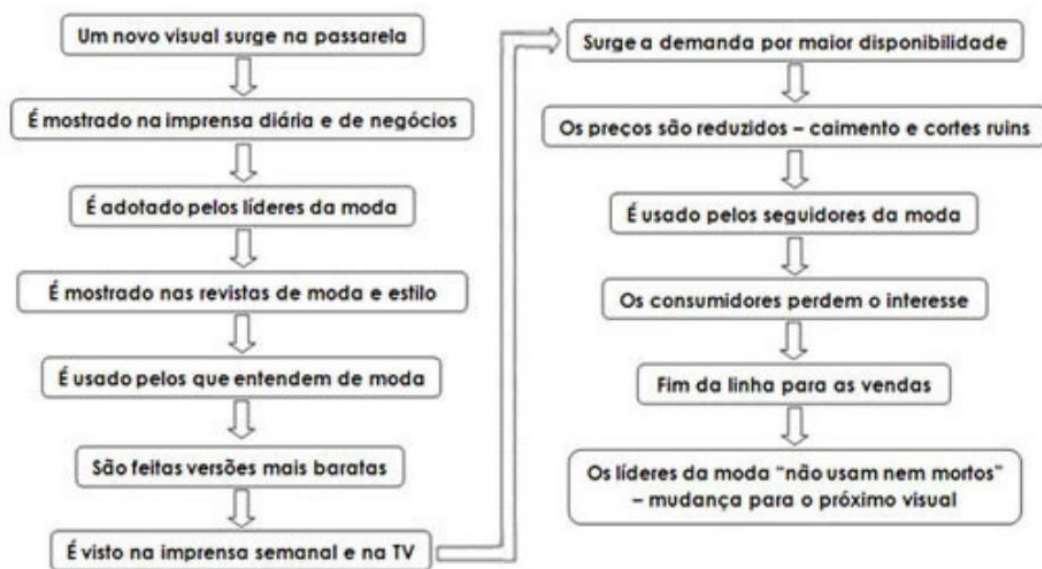 Um novo visual surge na passarela
É mostrado na imprensa diária e de negócios
É adotado pelos líderes da moda
É mostrado nas revistas de moda e estilo
É usado pelos que entendem de moda
São feitas versões mais baratas
É visto na imprensa semanal e na TV
Surge a demanda por maior disponibilidade
Os preços são reduzidos – caimento e cortes ruins
É usado pelos seguidores da moda
Os consumidores perdem o interesse
Fim da linha para as vendas
Os líderes da moda “não usam nem mortos”
– mudança para o próximo visual